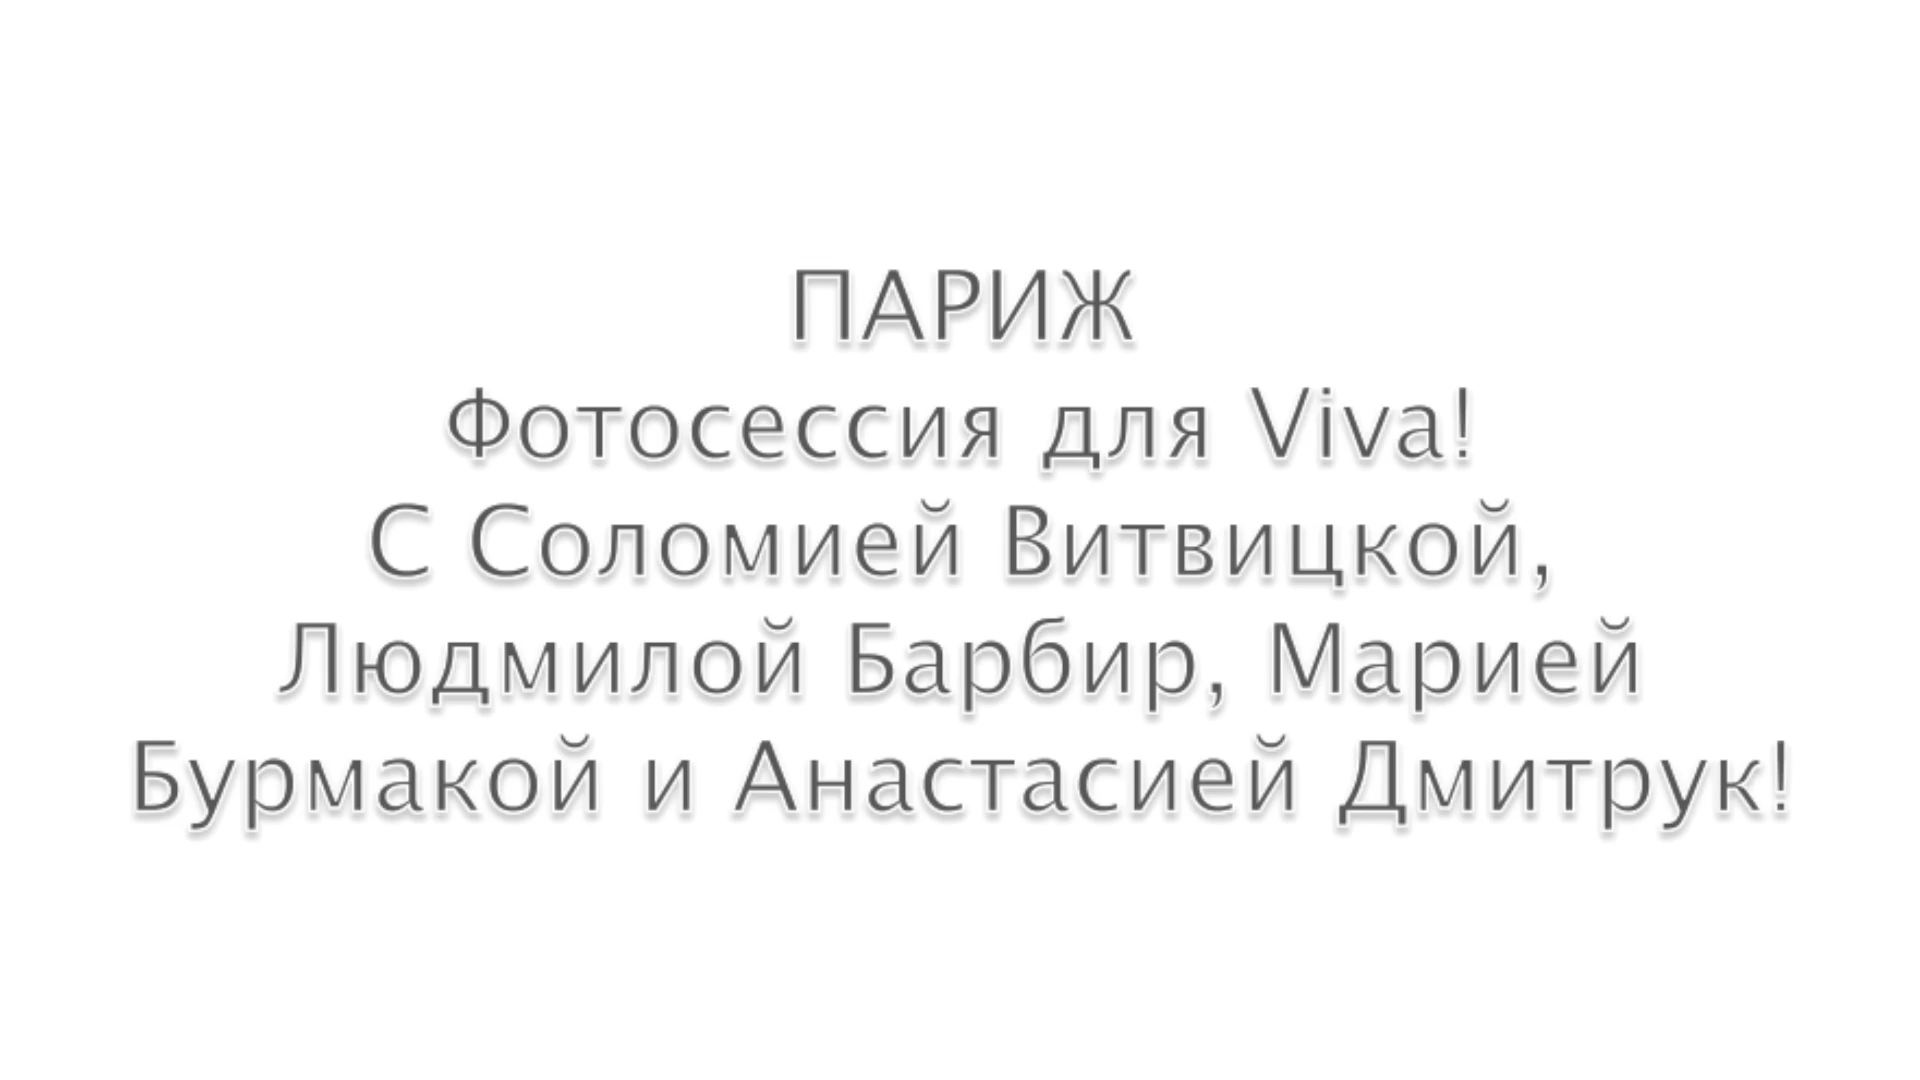 ПАРИЖ
Фотосессия для Viva!
С Соломией Витвицкой,
Людмилой Барбир, Марией
Бурмакой и Анастасией Дмитрук!